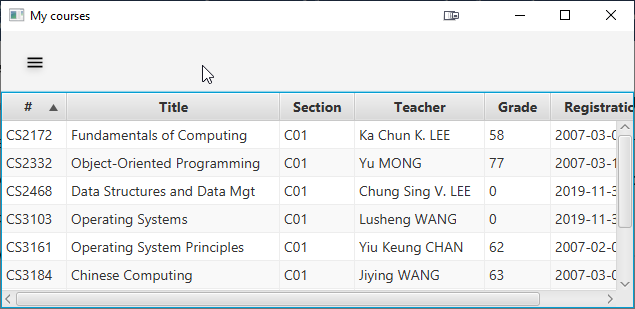 My courses
# Title Section Teacher Grade Registratic
CS2172 Fundamentals of Computing C01 Ka Chun K. LEE 58 2007-03-0
CS2332 Object-Oriented Programming C01 Yu MONG 77 2007-03-1
CS2468 Data Structures and Data Mgt C01 Chung Sing V. LEE 0 2019-11-3
CS3103 Operating Systems C01 Lusheng WANG 0 2019-11-3
CS3161 Operating System Principles C01 Yiu Keung CHAN 62 2007-02-0
CS3184 Chinese Computing C01 Jiying WANG 63 2007-03-0